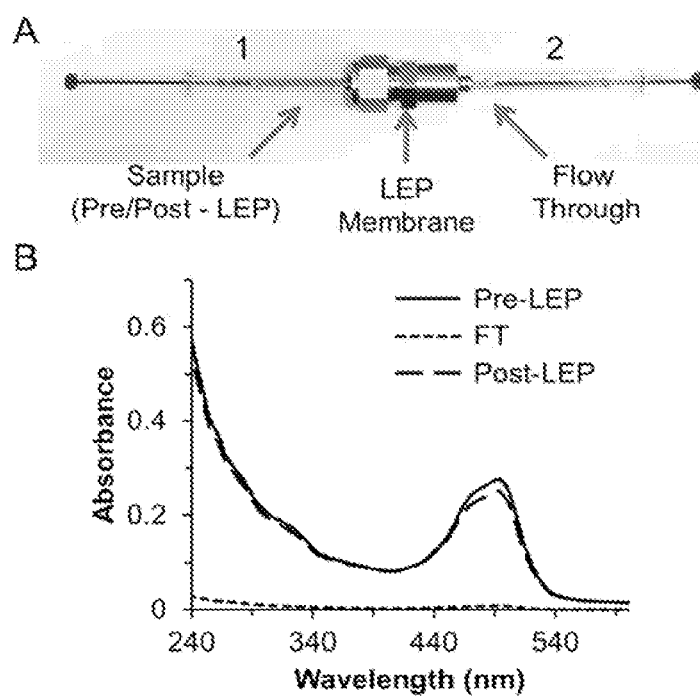 A
1
2
Sample
(Pre/Post - LEP)
LEP
Membrane
Flow
Through
B
Pre-LEP
FT
Post-LEP
0.6
0.4
0.2
0
Absorbance
240
340
440
540
Wavelength (nm)